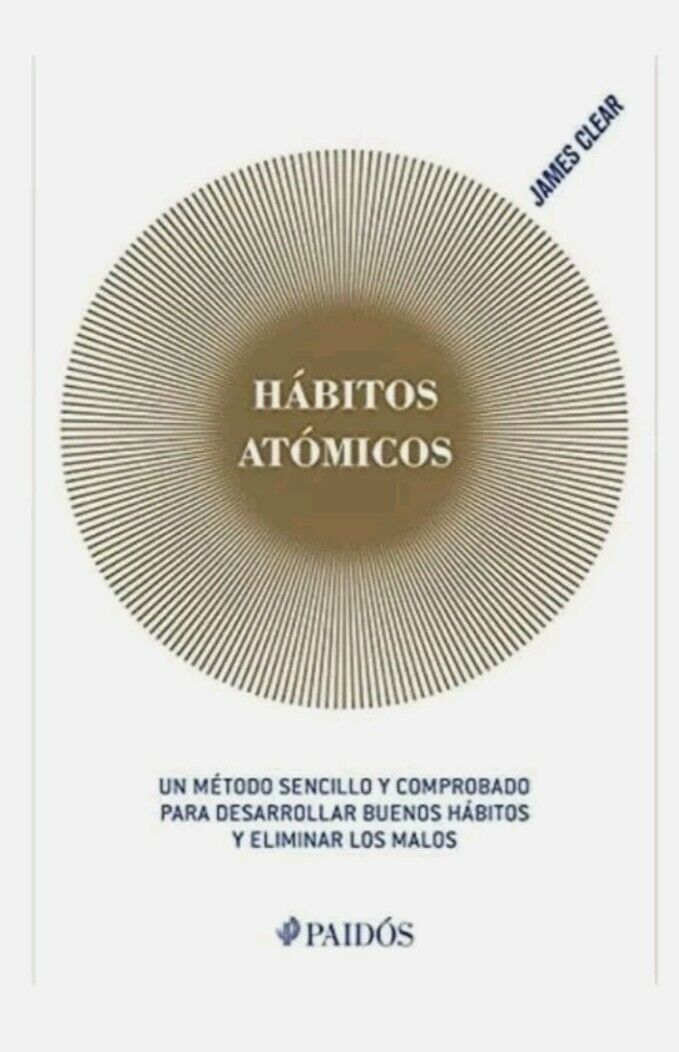 JAMES CLEAR
HÁBITOS
ATÓMICOS
UN MÉTODO SENCILLO Y COMPROBADO
PARA DESARROLLAR BUENOS HÁBITOS
Y ELIMINAR LOS MALOS
PAIDÓS